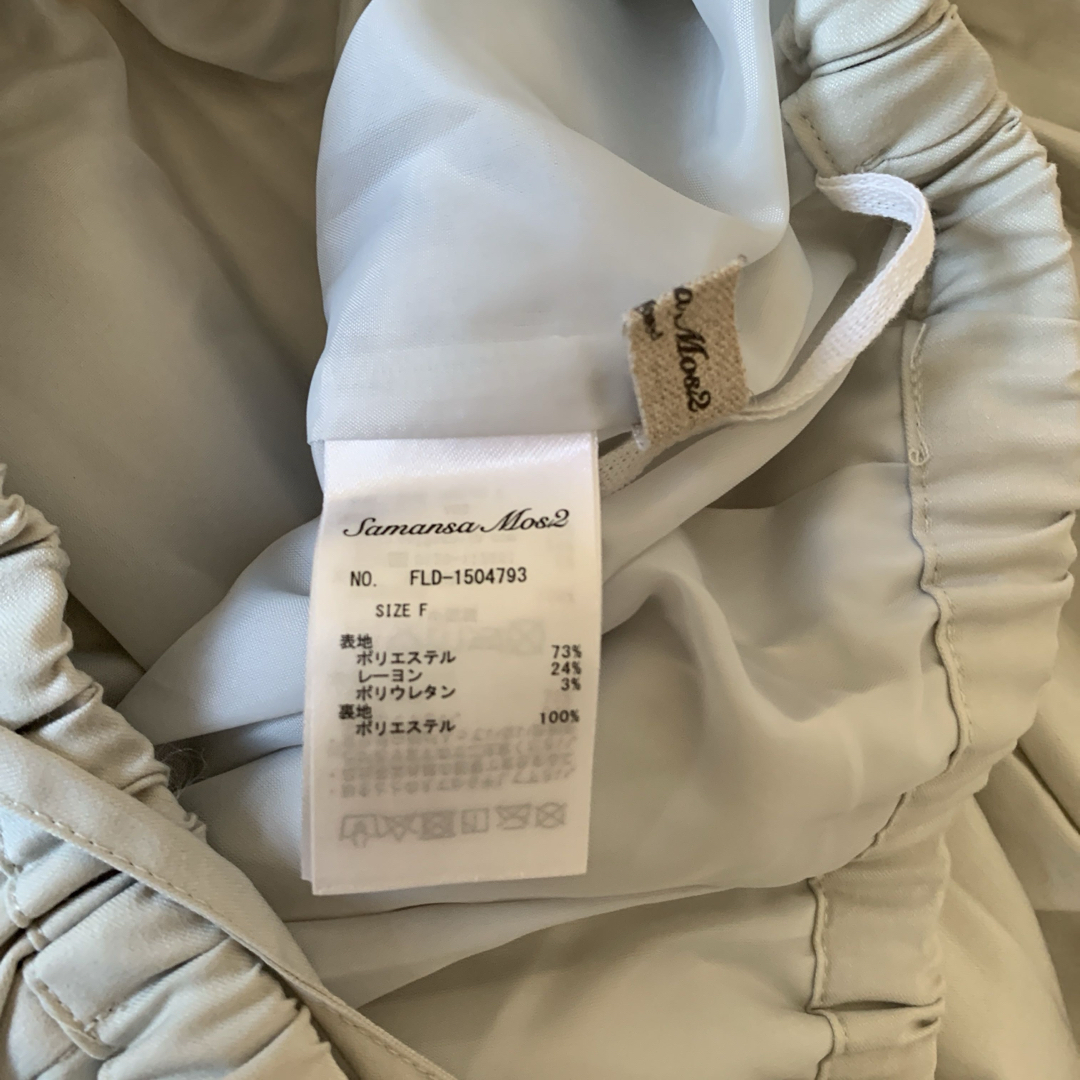 a Mos2
Samansa Mos2
NO. FLD-1504793
SIZE F
表地
ポリエステル 73%
レーヨン 24%
ポリウレタン 3%
裏地
ポリエステル 100%